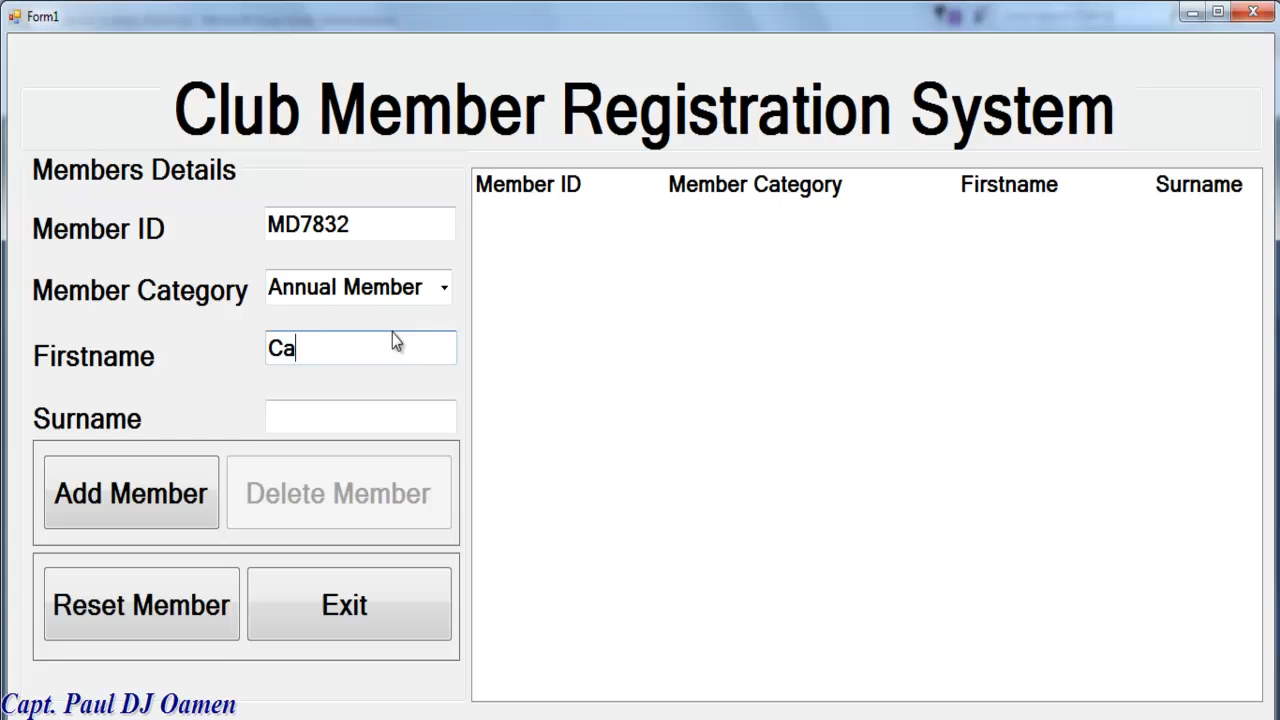 Form1
Club Member Registration System
Members Details
Member ID
MD7832
Member Category
Annual Member
Firstname
Ca
Surname
Add Member
Delete Member
Reset Member
Exit
Member ID Member Category Firstname Surname
Capt. Paul DJ Oamen